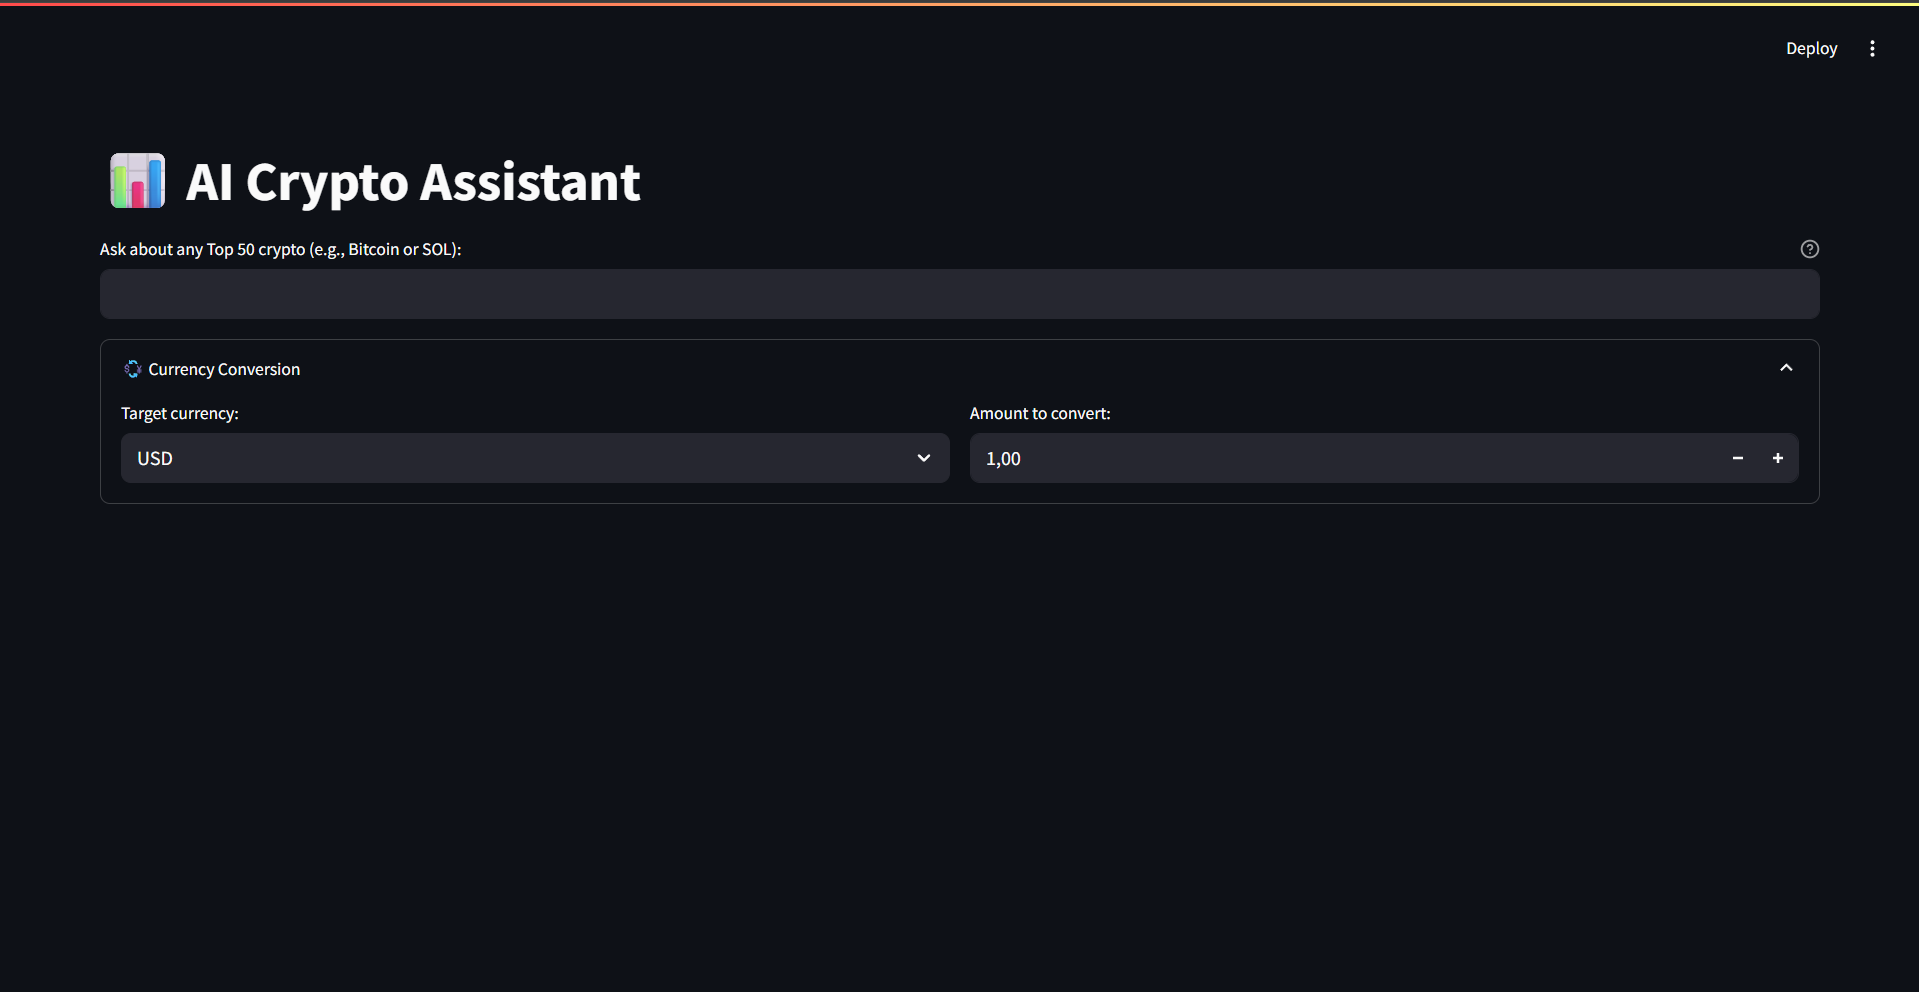 Deploy
AI Crypto Assistant
Ask about any Top 50 crypto (e.g., Bitcoin or SOL):
Currency Conversion
Target currency:
Amount to convert:
USD
1,00